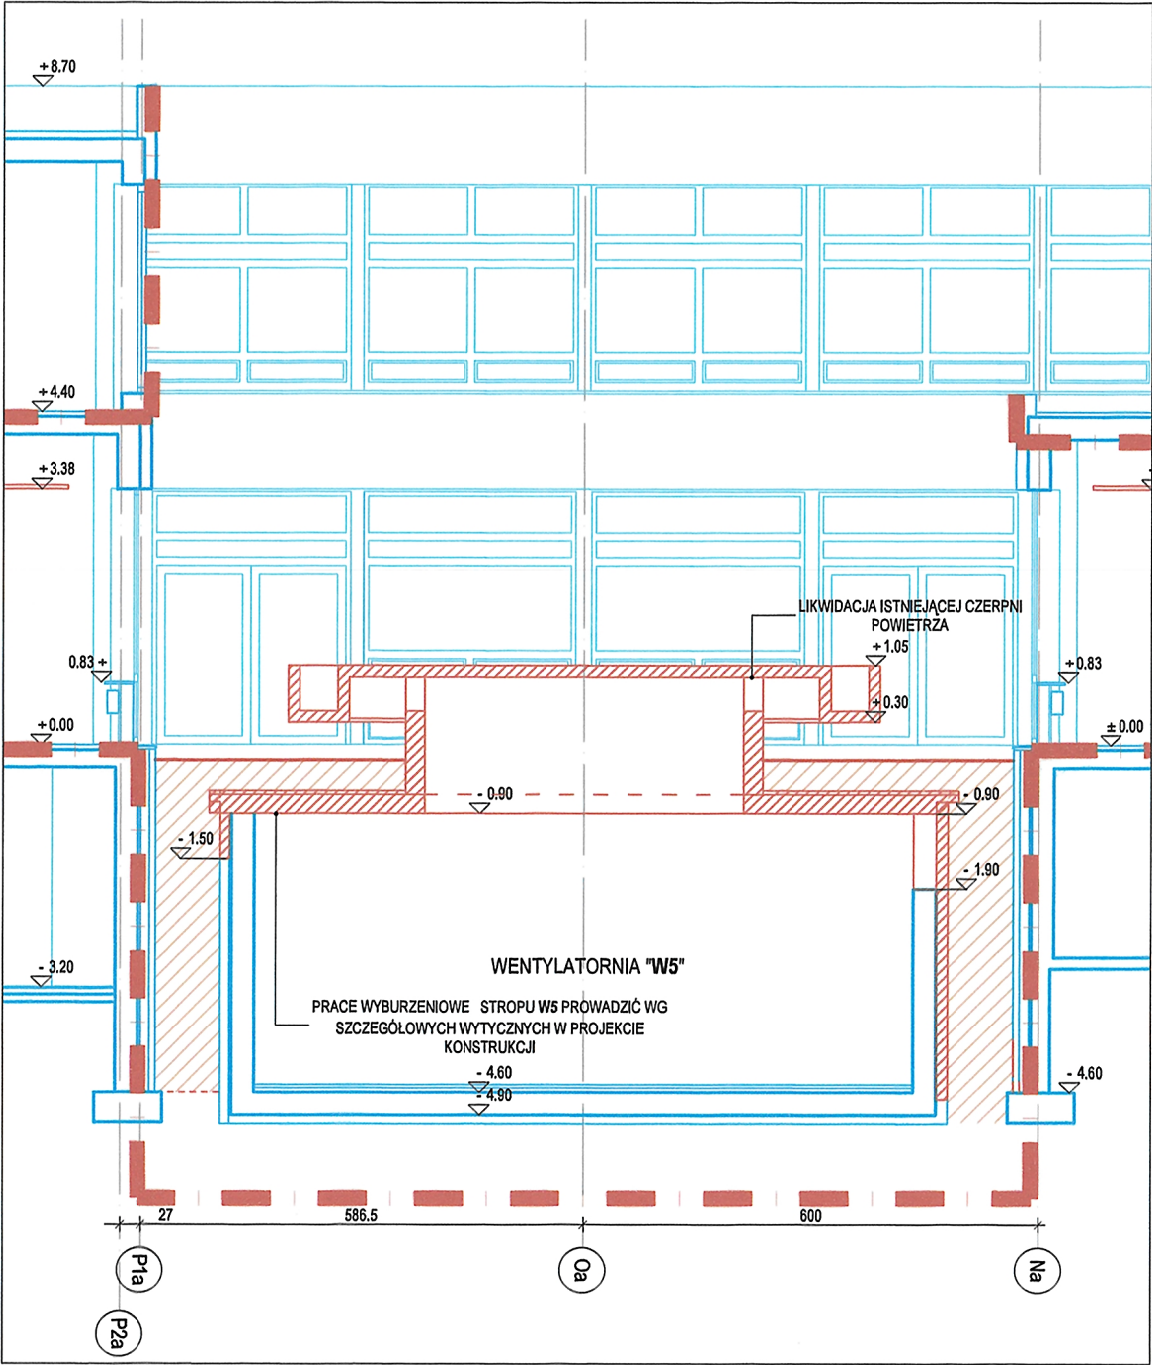 +8.70
+4.40
+3.38
LIKWIDACJA ISTNIEJĄCEJ CZERPNI
POWIETRZA
+1.05
0.83 +
+0.83
+0.30
+0.00
±0.00
- 0.90
- 0.90
- 1.50
- 1.90
WENTYLATORNIA "W5"
- 3.20
PRACE WYBURZENIOWE STROPU W5 PROWADZIĆ WG
SZCZEGÓŁOWYCH WYTYCZNYCH W PROJEKCIE
KONSTRUKCJI
- 4.60
- 4.60
- 4.90
27
586.5
600
P1a
Oa
Na
P2a